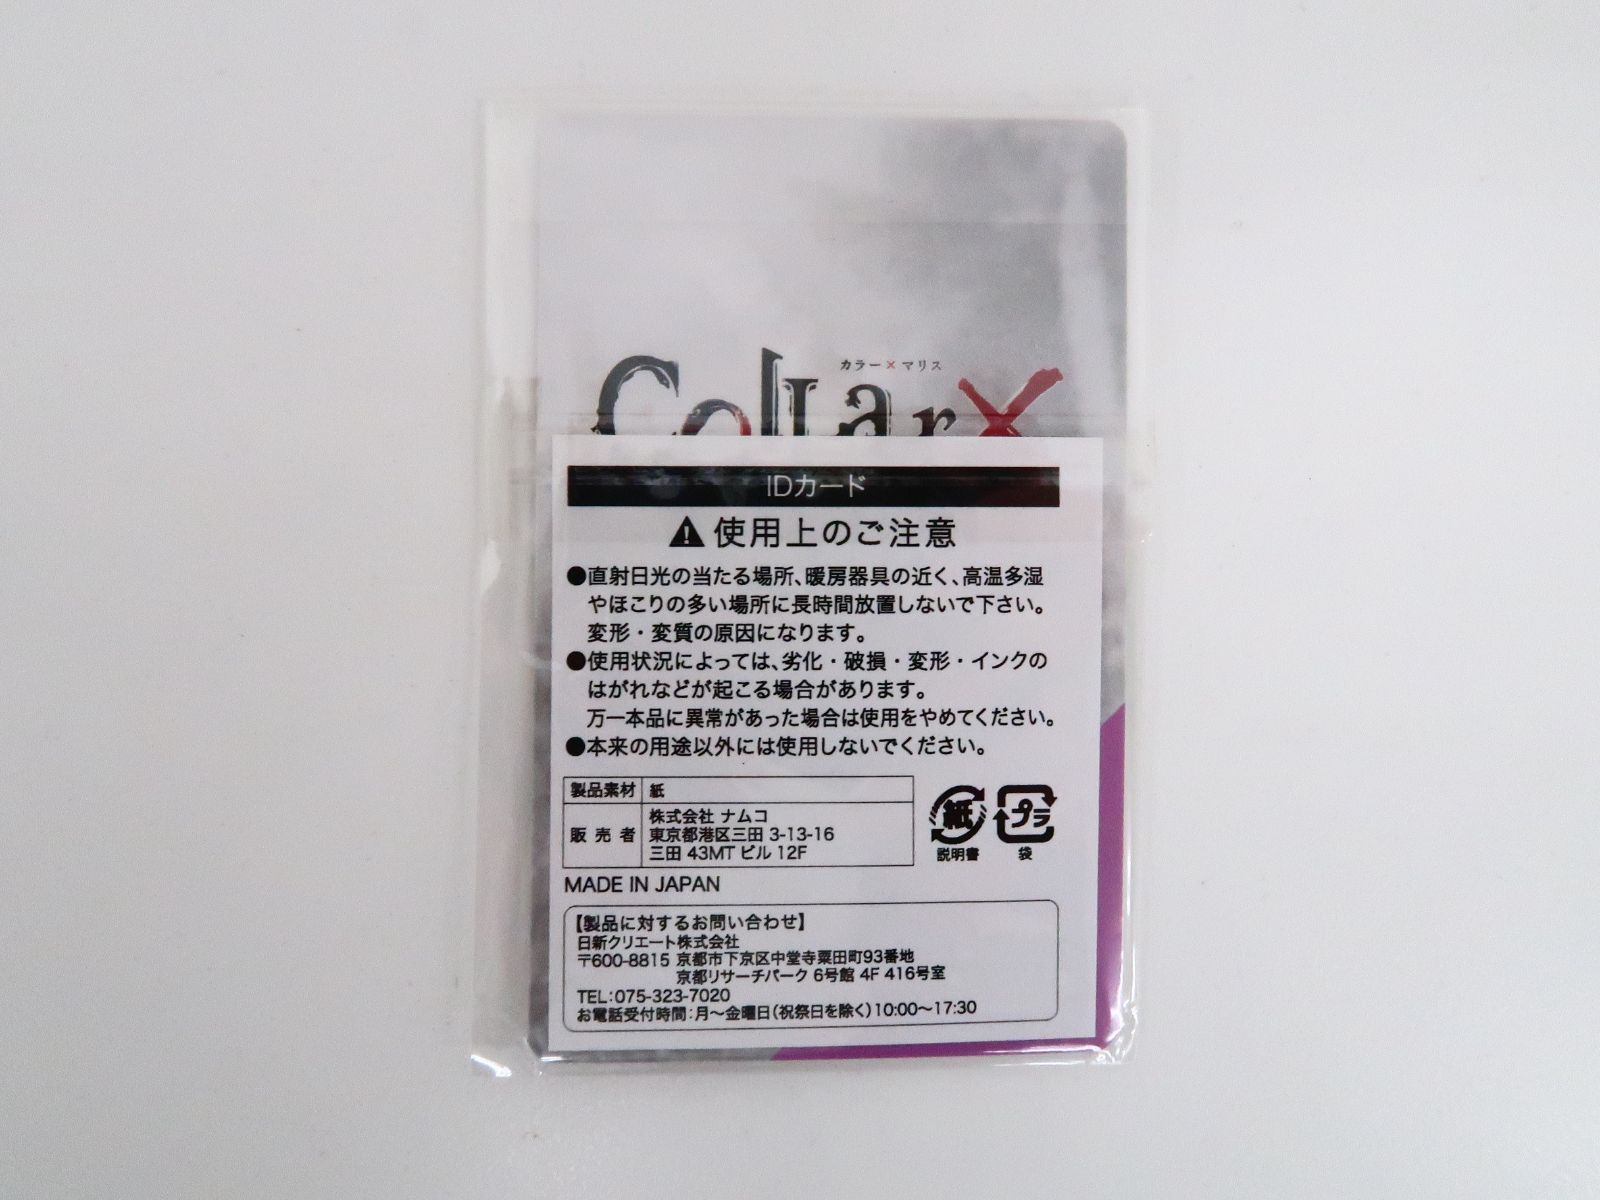 カラー×マリス
Collar×
IDカード
使用上のご注意
●直射日光の当たる場所、暖房器具の近く、高温多湿
やほこりの多い場所に長時間放置しないで下さい。
変形・変質の原因になります。
●使用状況によっては、劣化・破損・変形・インクの
はがれなどが起こる場合があります。
万一本品に異常があった場合は使用をやめてください。
●本来の用途以外には使用しないでください。
製品素材 紙
販売者 株式会社 ナムコ
東京都港区三田 3-13-16
三田 43MT ビル 12F
紙 プラ
説明書 袋
MADE IN JAPAN
【製品に対するお問い合わせ】
日新クリエート株式会社
〒600-8815 京都市下京区中堂寺粟田町93番地
京都リサーチパーク 6号館 4F 416号室
TEL:075-323-7020
お電話受付時間:月～金曜日(祝祭日を除く)10:00～17:30